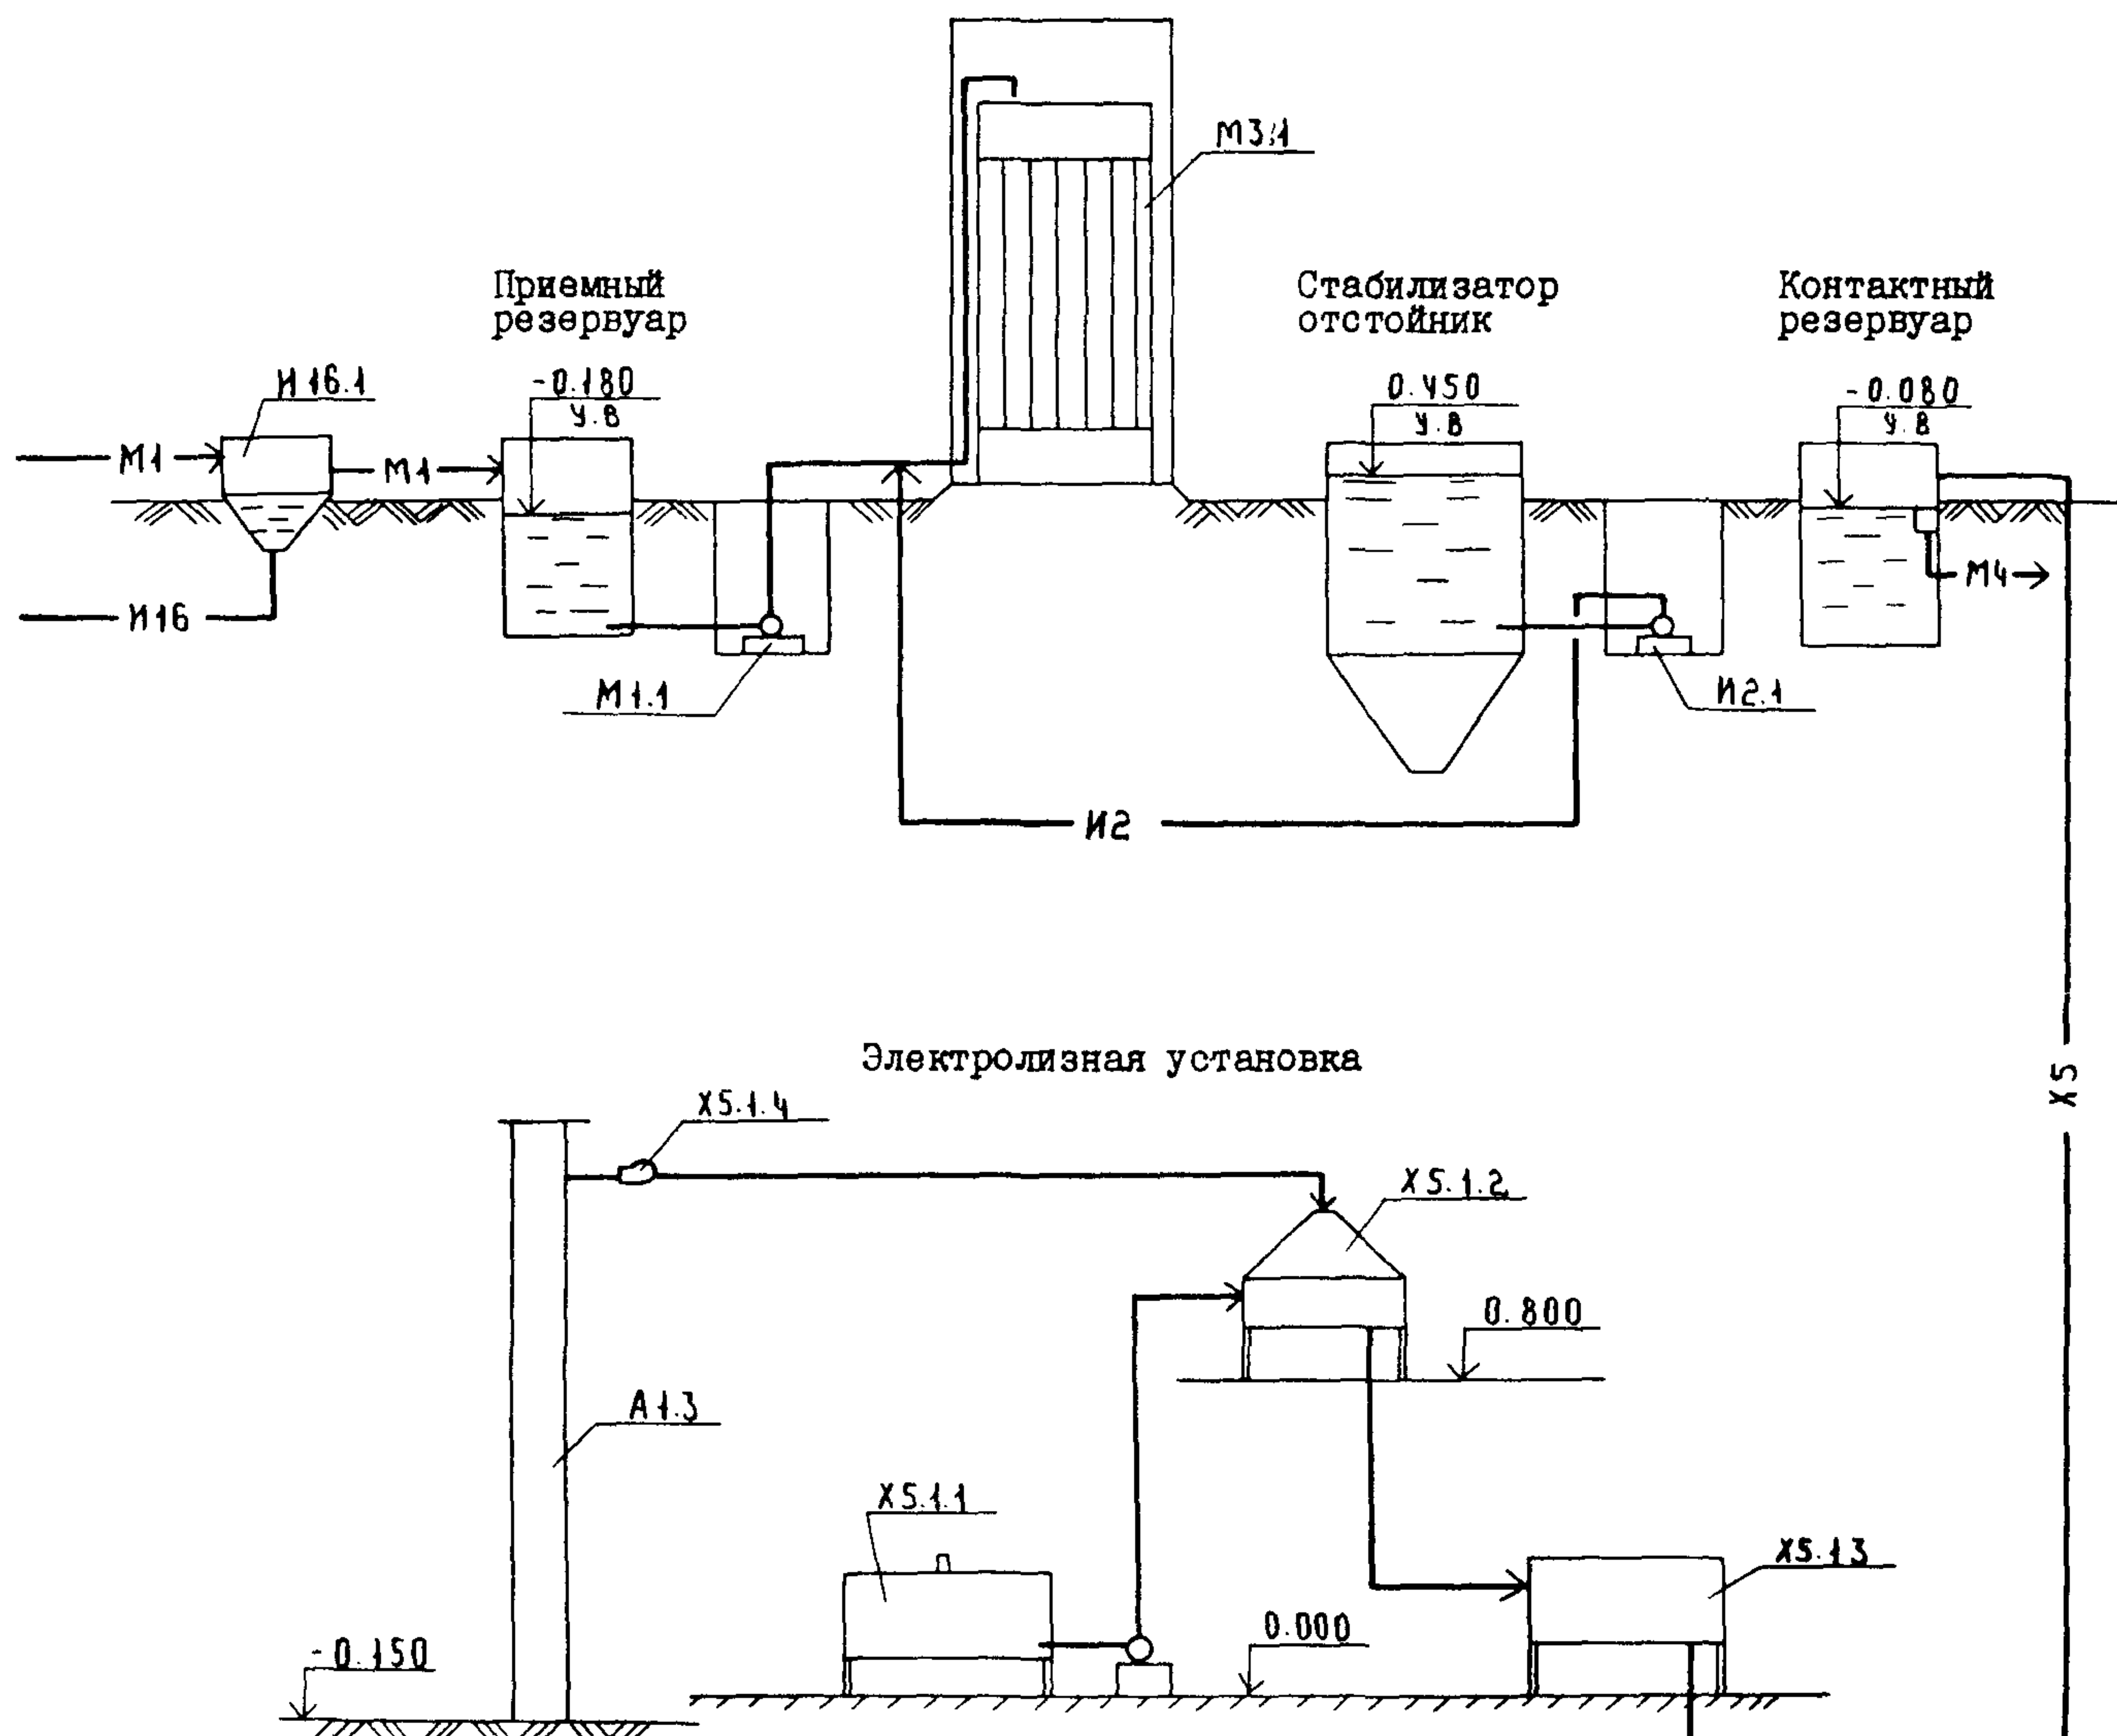 М3.1
Приемный
резервуар
Стабилизатор
отстойник
Контактный
резервуар
И16.1
-0.180
У.В
0.450
У.В
-0.080
У.В
М1
М1
М4
И16
М1.1
И2.1
И2
Электролизная установка
Х5
Х5.1.4
Х5.1.2
0.800
А1.3
Х5.1.1
Х5.13
0.000
-0.150